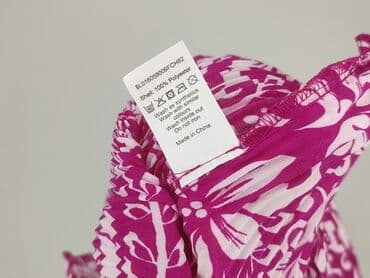 SL016058006FCH62
Shell: 100% Polyester
Wash as synthetics
Wash with similar
colours
Wash inside out
Do not iron
Made in China